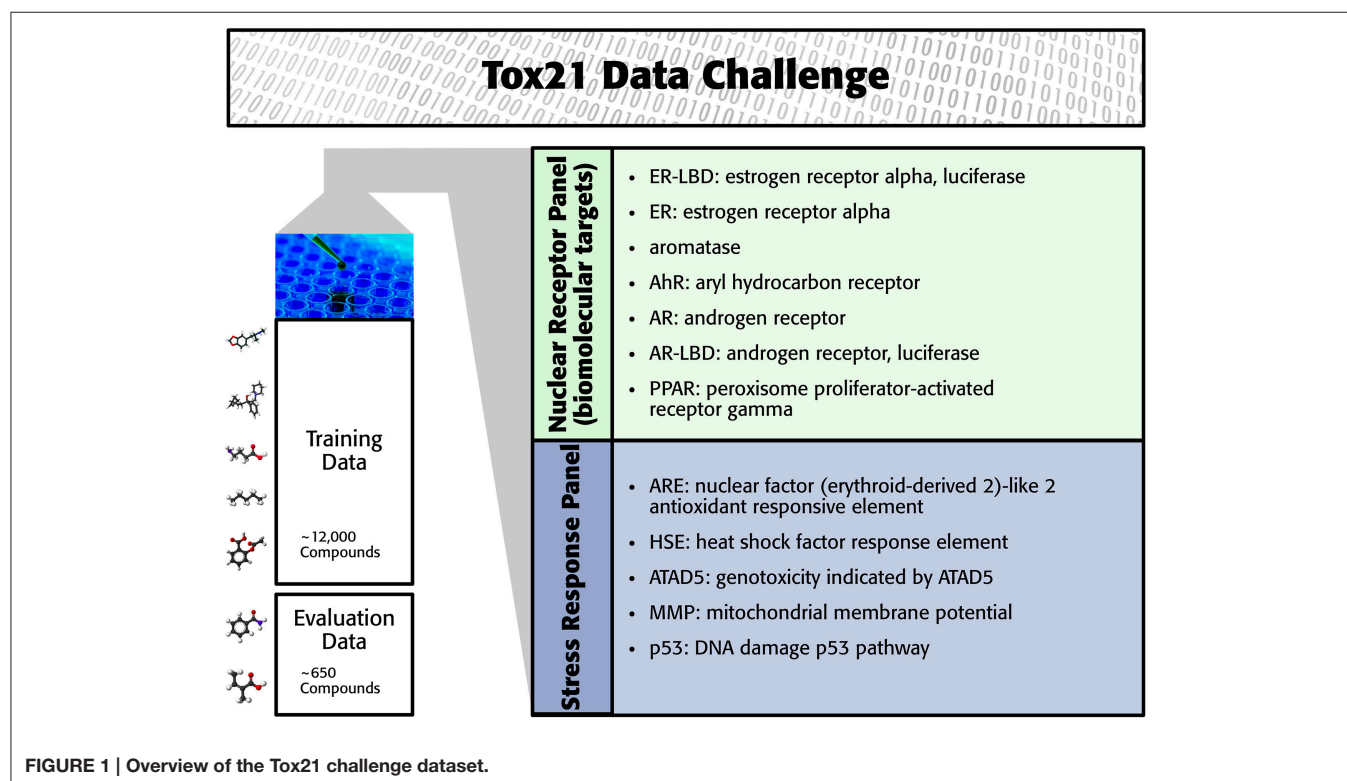 Tox21 Data Challenge
Training
Data
~12,000
Compounds
Evaluation
Data
~650
Compounds
Nuclear Receptor Panel
(biomolecular targets)
• ER-LBD: estrogen receptor alpha, luciferase
• ER: estrogen receptor alpha
• aromatase
• AhR: aryl hydrocarbon receptor
• AR: androgen receptor
• AR-LBD: androgen receptor, luciferase
• PPAR: peroxisome proliferator-activated
receptor gamma
Stress Response Panel
• ARE: nuclear factor (erythroid-derived 2)-like 2
antioxidant responsive element
• HSE: heat shock factor response element
• ATAD5: genotoxicity indicated by ATAD5
• MMP: mitochondrial membrane potential
• p53: DNA damage p53 pathway
FIGURE 1 | Overview of the Tox21 challenge dataset.